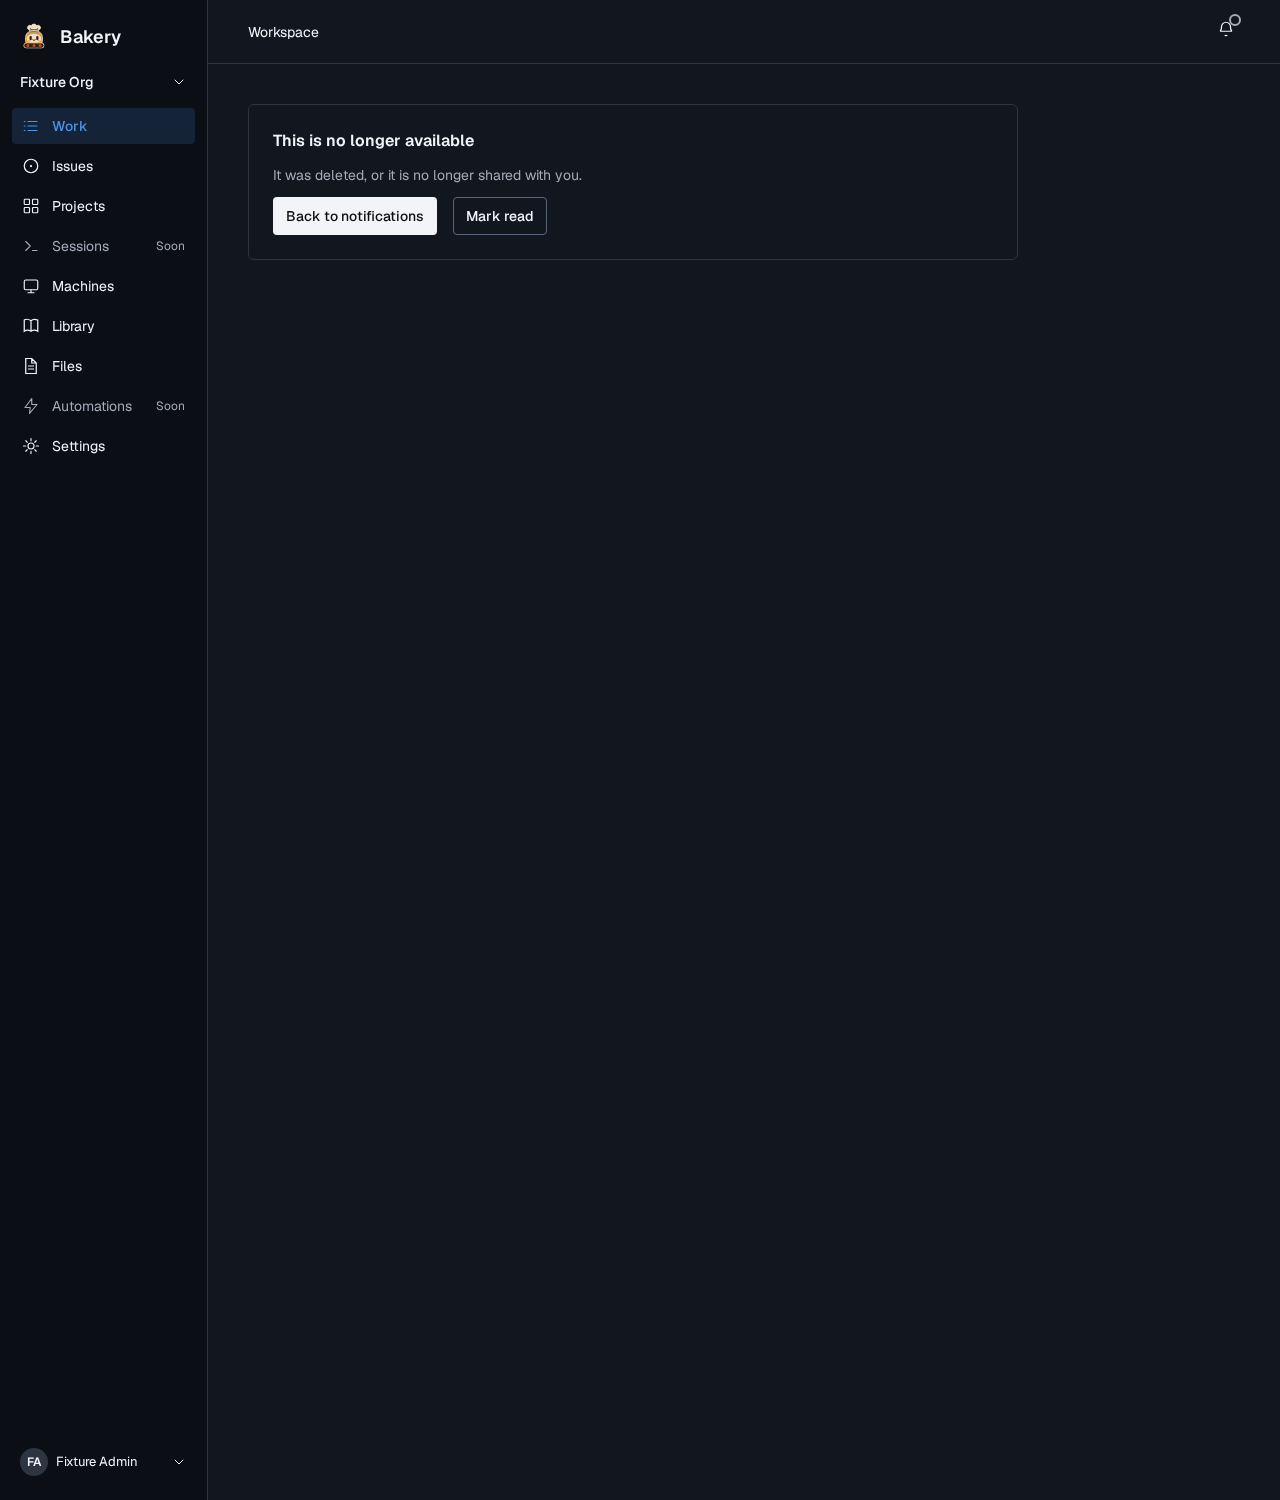 Bakery
Fixture Org
Work
Issues
Projects
Sessions Soon
Machines
Library
Files
Automations Soon
Settings
FA Fixture Admin
Workspace
This is no longer available
It was deleted, or it is no longer shared with you.
Back to notifications Mark read